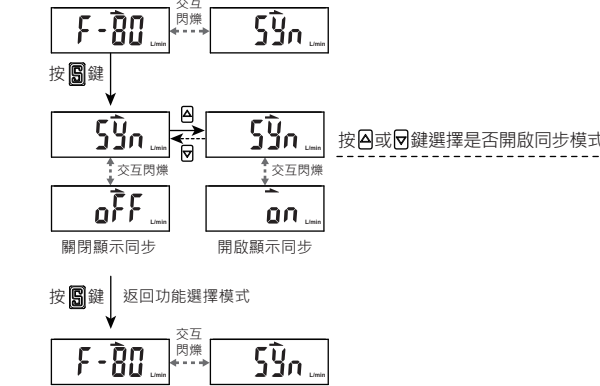 交互
F-80 L/min 閃爍 Syn L/min
按 S 鍵
Syn L/min Syn L/min 按或鍵選擇是否開啟同步模式
交互閃爍 交互閃爍
oFF L/min on L/min
關閉顯示同步 開啟顯示同步
按 S 鍵 返回功能選擇模式
交互
F-80 L/min 閃爍 Syn L/min